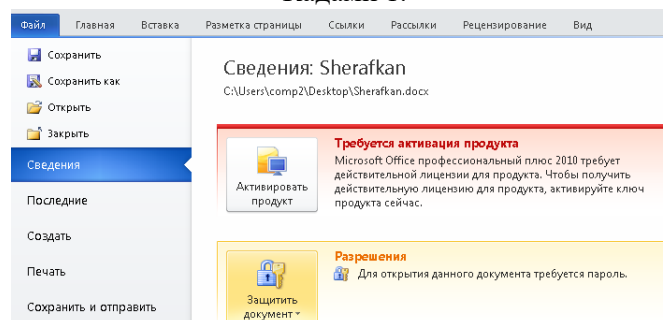 Файл Главная Вставка Разметка страницы Ссылки Рассылки Рецензирование Вид
Сохранить
Сохранить как
Открыть
Закрыть
Сведения
Последние
Создать
Печать
Сохранить и отправить
Сведения: Sherafkan
C:\Users\comp2\Desktop\Sherafkan.docx
Активировать
продукт
Требуется активация продукта
Microsoft Office профессиональный плюс 2010 требует
действительной лицензии для продукта. Чтобы получить
действительную лицензию для продукта, активируйте ключ
продукта сейчас.
Защитить
документ
Разрешения
Для открытия данного документа требуется пароль.